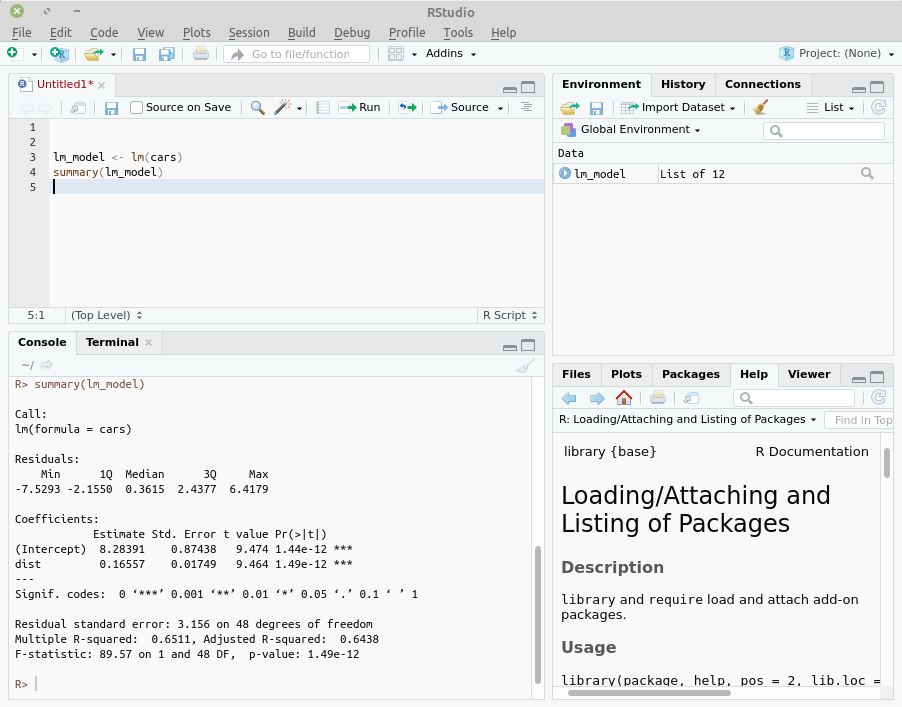 RStudio
File Edit Code View Plots Session Build Debug Profile Tools Help
Go to file/function Addins Project: (None)
Untitled1*
Source on Save Run Source
1
2
3 lm_model <- lm(cars)
4 summary(lm_model)
5
5:1 (Top Level) R Script
Console Terminal
~/
R> summary(lm_model)
Call:
lm(formula = cars)
Residuals:
Min 1Q Median 3Q Max
-7.5293 -2.1550 0.3615 2.4377 6.4179
Coefficients:
Estimate Std. Error t value Pr(>|t|)
(Intercept) 8.28391 0.87438 9.474 1.44e-12 ***
dist 0.16557 0.01749 9.464 1.49e-12 ***
---
Signif. codes: 0 ‘***’ 0.001 ‘**’ 0.01 ‘*’ 0.05 ‘.’ 0.1 ‘ ’ 1
Residual standard error: 3.156 on 48 degrees of freedom
Multiple R-squared: 0.6511, Adjusted R-squared: 0.6438
F-statistic: 89.57 on 1 and 48 DF, p-value: 1.49e-12
R>
Environment History Connections
Import Dataset List
Global Environment
Data
lm_model List of 12
Files Plots Packages Help Viewer
R: Loading/Attaching and Listing of Packages Find in Top
library {base} R Documentation
Loading/Attaching and
Listing of Packages
Description
library and require load and attach add-on
packages.
Usage
library(package, help, pos = 2, lib.loc =